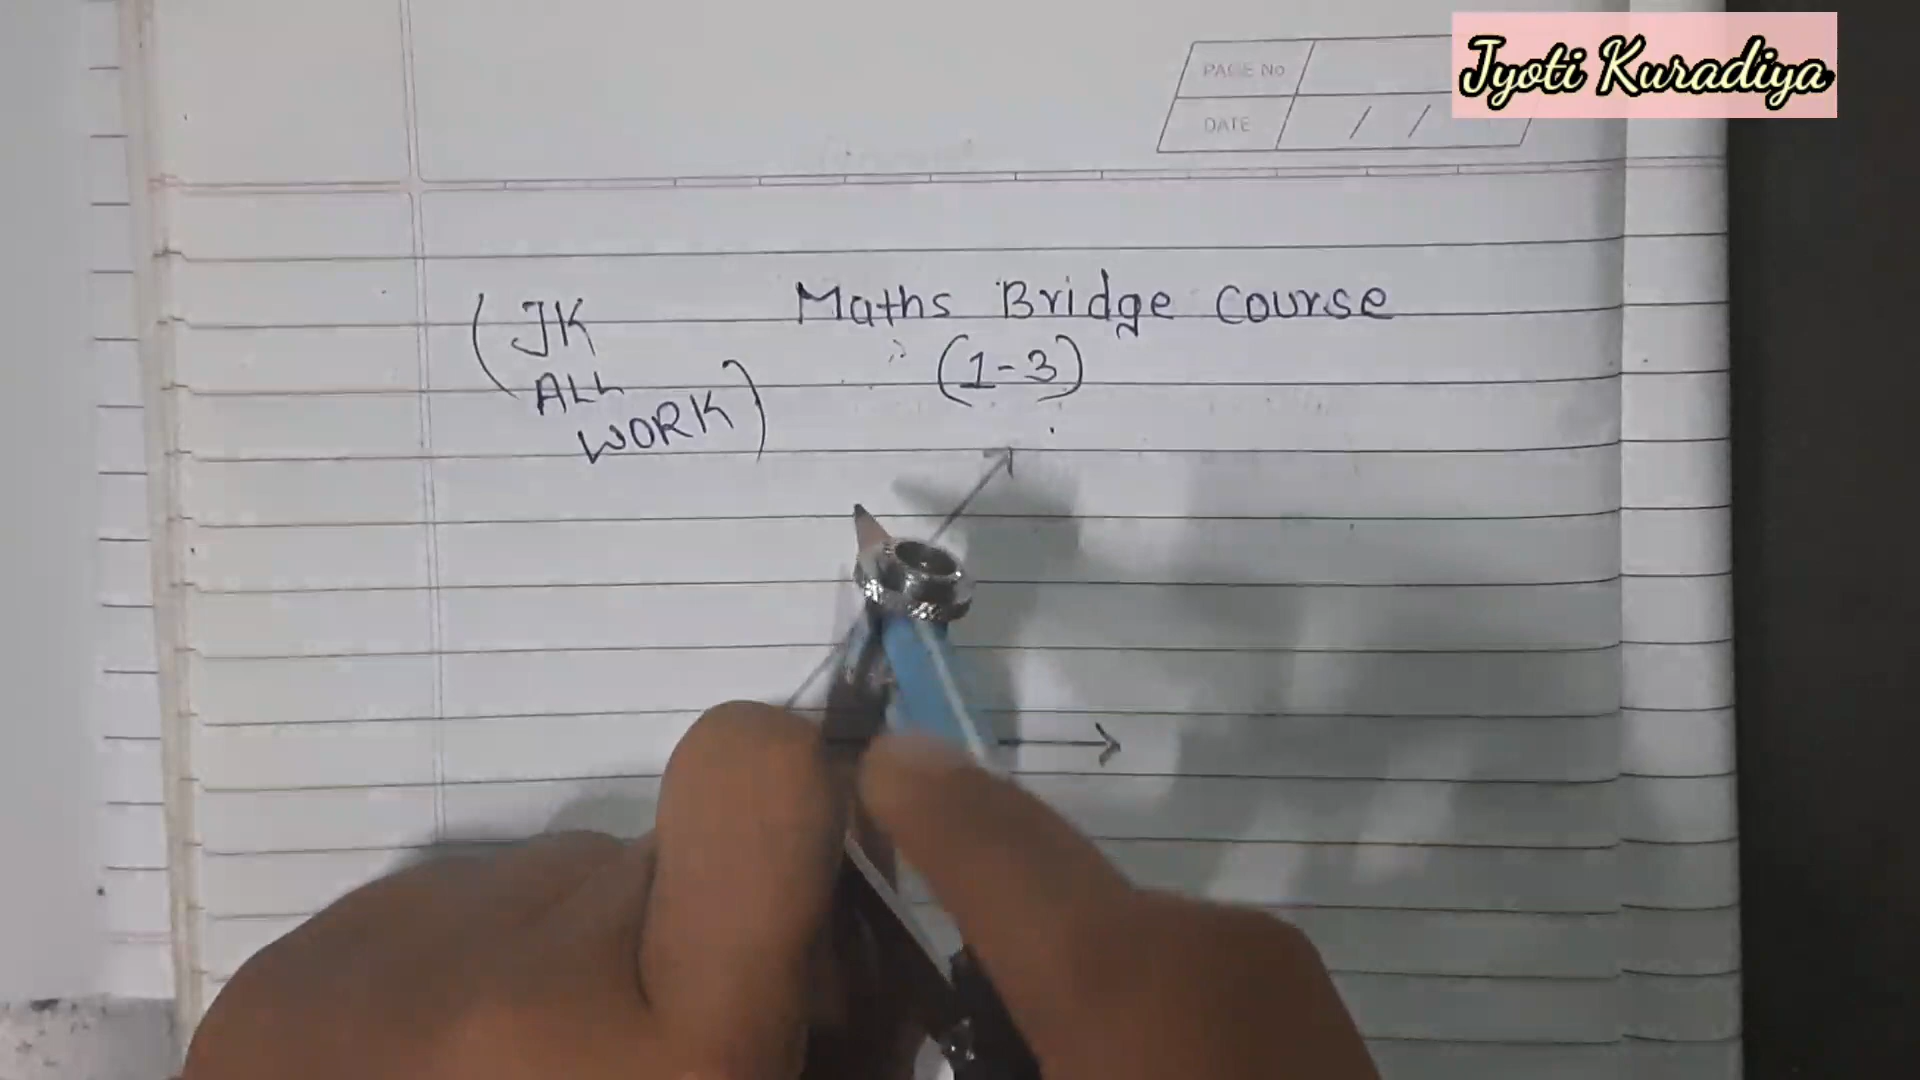 Jyoti Kuradiya
PAGE No
DATE / /
Maths Bridge Course
(1-3)
(JK
ALL
WORK)